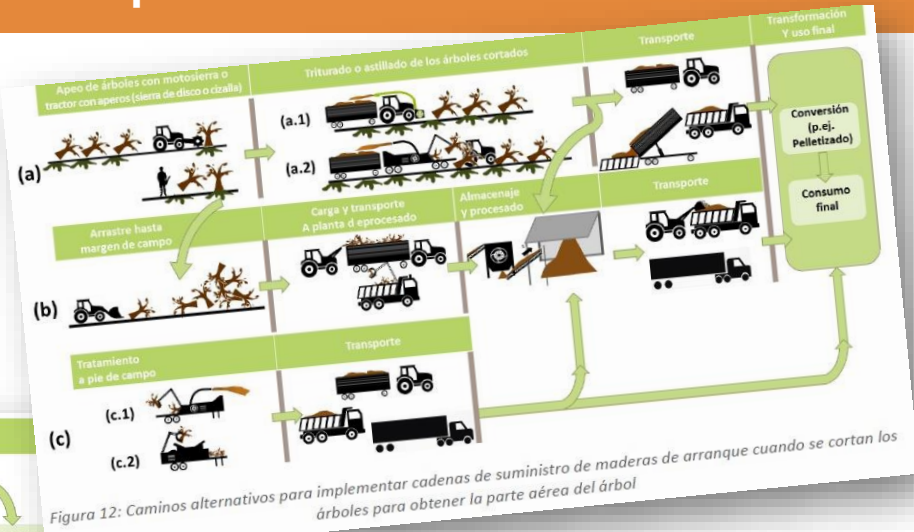 Apeo de árboles con motosierra o
tractor con aperos (sierra de disco o cizalla)
Triturado o astillado de los árboles cortados
Transporte
Transformación
Y uso final
(a)
(a.1)
(a.2)
Conversión
(p.ej.
Pelletizado)
Consumo
final
Arrastre hasta
margen de campo
Carga y transporte
A planta d eprocesado
Almacenaje
y procesado
Transporte
(b)
Tratamiento
a pie de campo
Transporte
(c)
(c.1)
(c.2)
Figura 12: Caminos alternativos para implementar cadenas de suministro de maderas de arranque cuando se cortan los
árboles para obtener la parte aérea del árbol